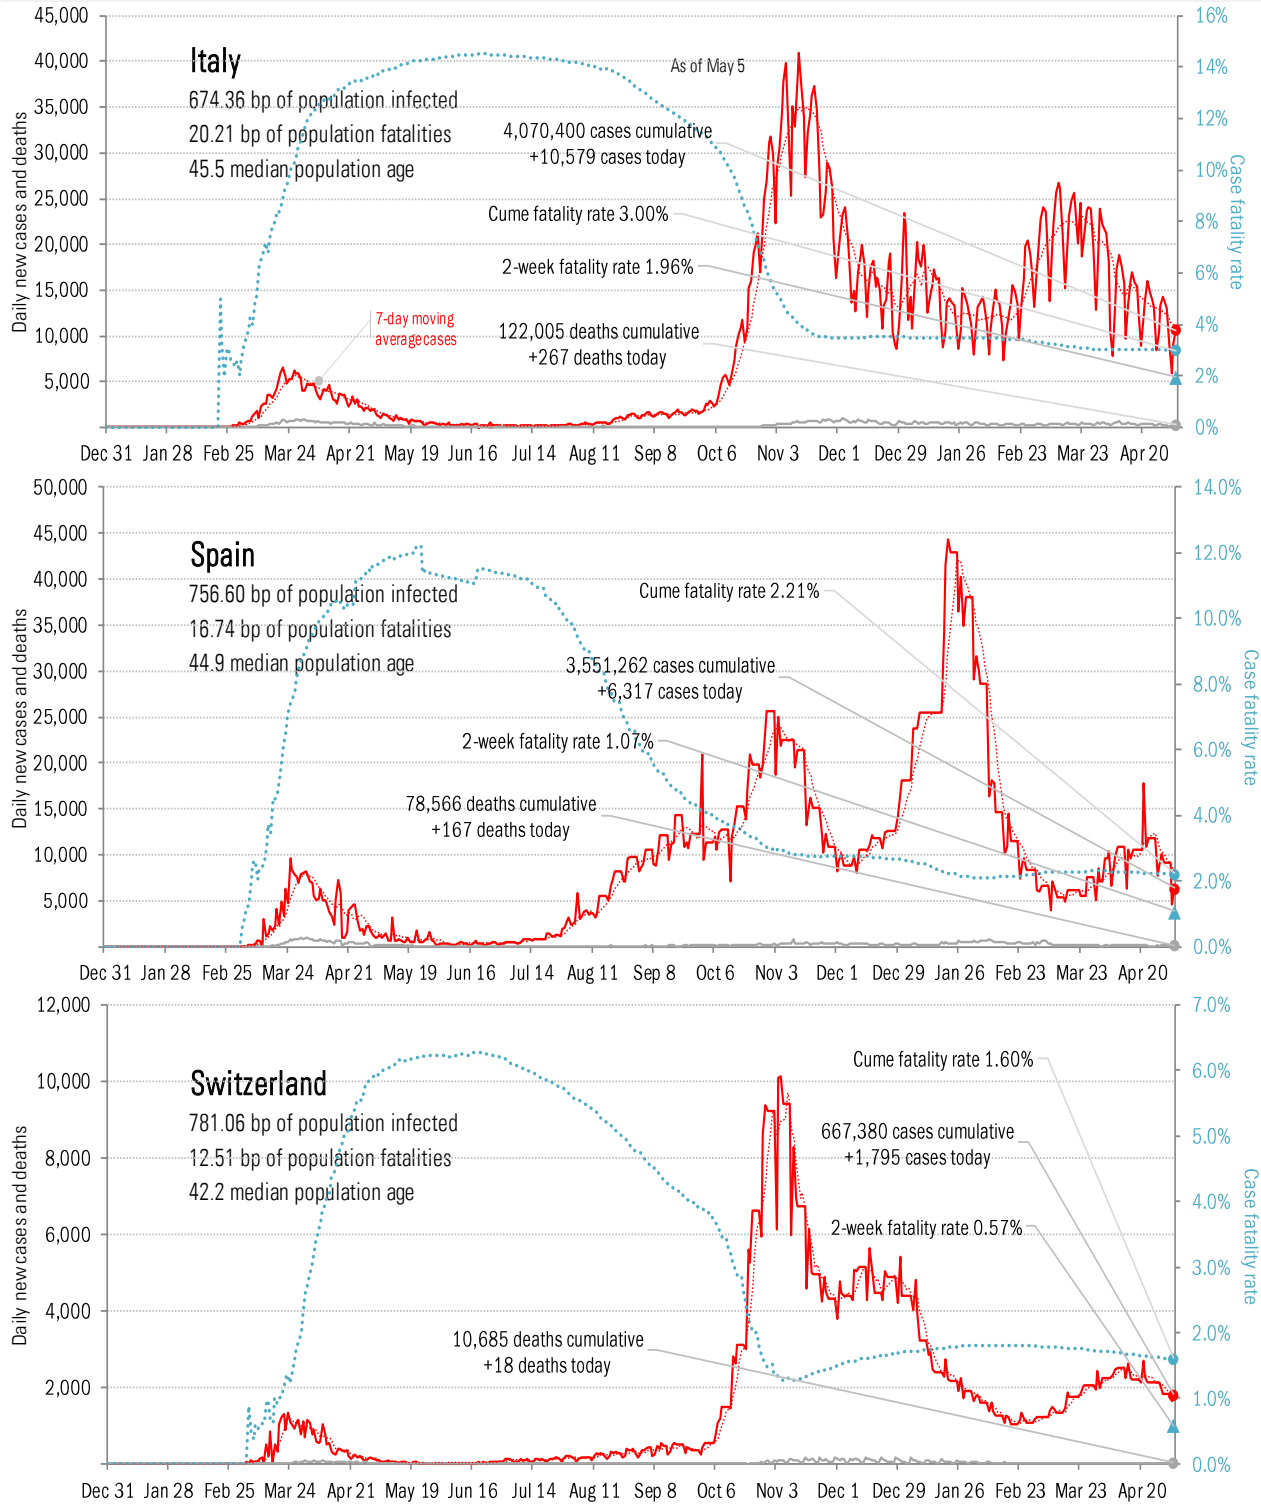 45,000
40,000
35,000
30,000
25,000
20,000
15,000
10,000
5,000
Daily new cases and deaths
16%
14%
12%
10%
8%
6%
4%
2%
0%
Case fatality rate
Italy
674.36 bp of population infected
20.21 bp of population fatalities
45.5 median population age
As of May 5
4,070,400 cases cumulative
+10,579 cases today
Cume fatality rate 3.00%
2-week fatality rate 1.96%
122,005 deaths cumulative
+267 deaths today
7-day moving
average cases
Dec 31 Jan 28 Feb 25 Mar 24 Apr 21 May 19 Jun 16 Jul 14 Aug 11 Sep 8 Oct 6 Nov 3 Dec 1 Dec 29 Jan 26 Feb 23 Mar 23 Apr 20
50,000
45,000
40,000
35,000
30,000
25,000
20,000
15,000
10,000
5,000
Daily new cases and deaths
14.0%
12.0%
10.0%
8.0%
6.0%
4.0%
2.0%
0.0%
Case fatality rate
Spain
756.60 bp of population infected
16.74 bp of population fatalities
44.9 median population age
Cume fatality rate 2.21%
3,551,262 cases cumulative
+6,317 cases today
2-week fatality rate 1.07%
78,566 deaths cumulative
+167 deaths today
Dec 31 Jan 28 Feb 25 Mar 24 Apr 21 May 19 Jun 16 Jul 14 Aug 11 Sep 8 Oct 6 Nov 3 Dec 1 Dec 29 Jan 26 Feb 23 Mar 23 Apr 20
12,000
10,000
8,000
6,000
4,000
2,000
Daily new cases and deaths
7.0%
6.0%
5.0%
4.0%
3.0%
2.0%
1.0%
0.0%
Case fatality rate
Switzerland
781.06 bp of population infected
12.51 bp of population fatalities
42.2 median population age
Cume fatality rate 1.60%
667,380 cases cumulative
+1,795 cases today
2-week fatality rate 0.57%
10,685 deaths cumulative
+18 deaths today
Dec 31 Jan 28 Feb 25 Mar 24 Apr 21 May 19 Jun 16 Jul 14 Aug 11 Sep 8 Oct 6 Nov 3 Dec 1 Dec 29 Jan 26 Feb 23 Mar 23 Apr 20